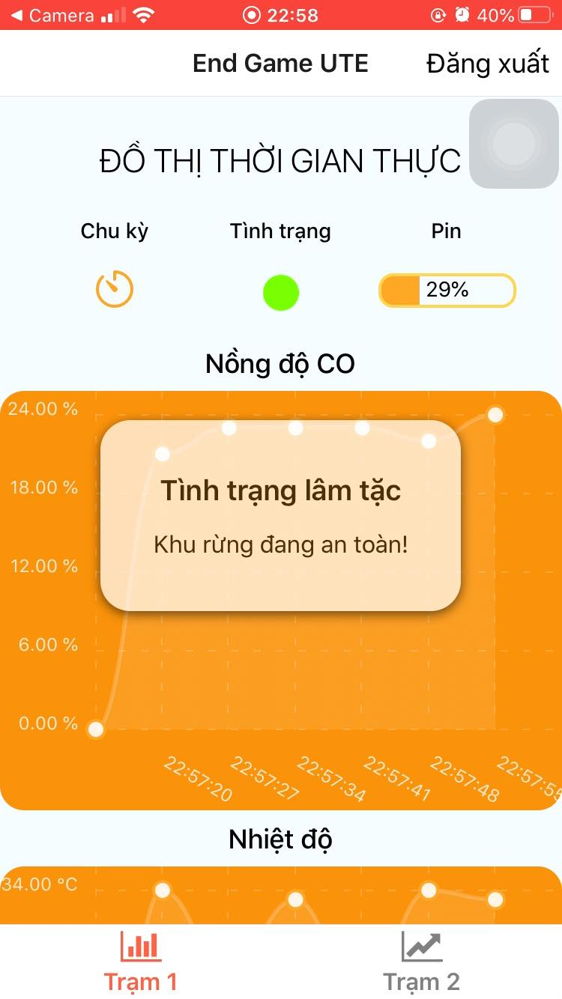 Camera 22:58 40%
End Game UTE Đăng xuất
ĐỒ THỊ THỜI GIAN THỰC
Chu kỳ Tình trạng Pin
29%
Nồng độ CO
24.00 %
18.00 %
12.00 %
6.00 %
0.00 %
Tình trạng lâm tặc
Khu rừng đang an toàn!
22:57:20 22:57:27 22:57:34 22:57:41 22:57:48 22:57:55
Nhiệt độ
34.00 °C
Trạm 1 Trạm 2